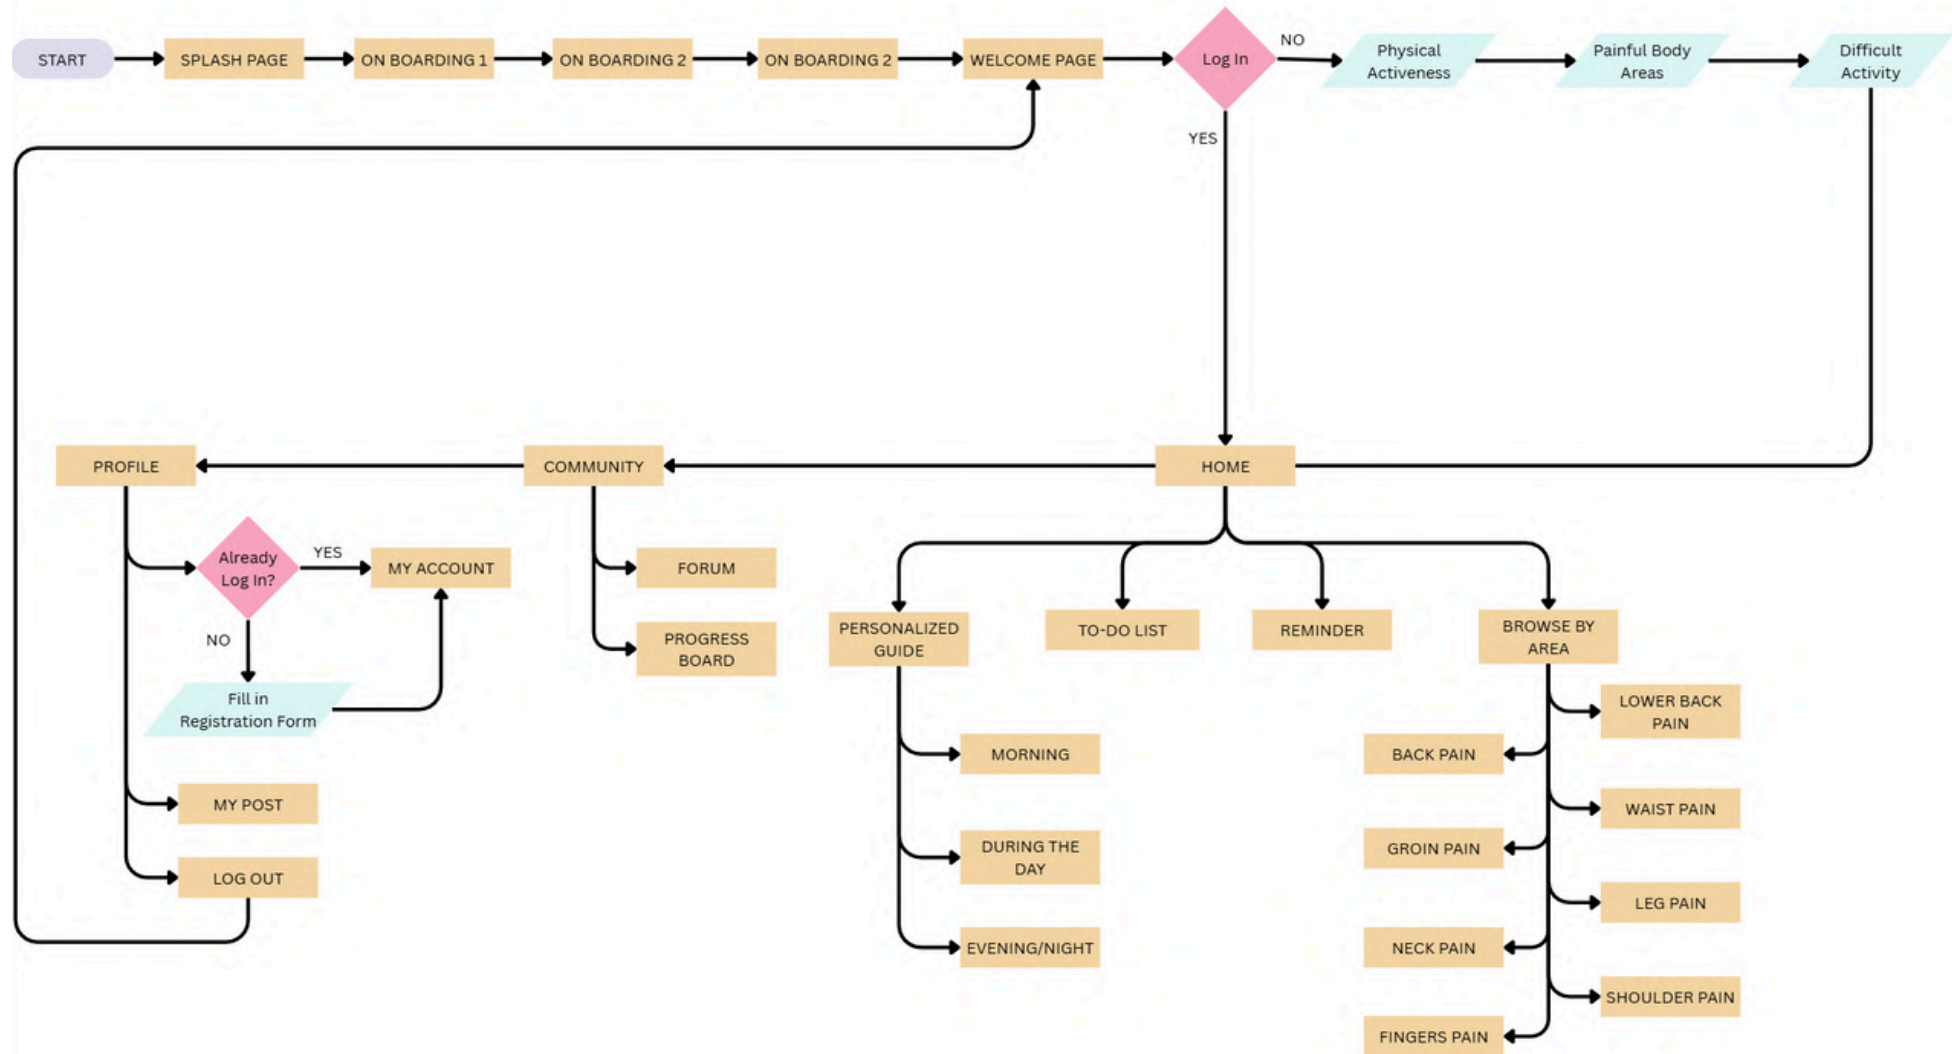 START
SPLASH PAGE
ON BOARDING 1
ON BOARDING 2
ON BOARDING 2
WELCOME PAGE
Log In
NO
Physical
Activeness
Painful Body
Areas
Difficult
Activity
YES
PROFILE
COMMUNITY
HOME
Already
Log In?
YES
MY ACCOUNT
NO
Fill in
Registration Form
MY POST
LOG OUT
FORUM
PROGRESS
BOARD
PERSONALIZED
GUIDE
TO-DO LIST
REMINDER
BROWSE BY
AREA
MORNING
DURING THE
DAY
EVENING/NIGHT
LOWER BACK
PAIN
BACK PAIN
WAIST PAIN
GROIN PAIN
LEG PAIN
NECK PAIN
SHOULDER PAIN
FINGERS PAIN